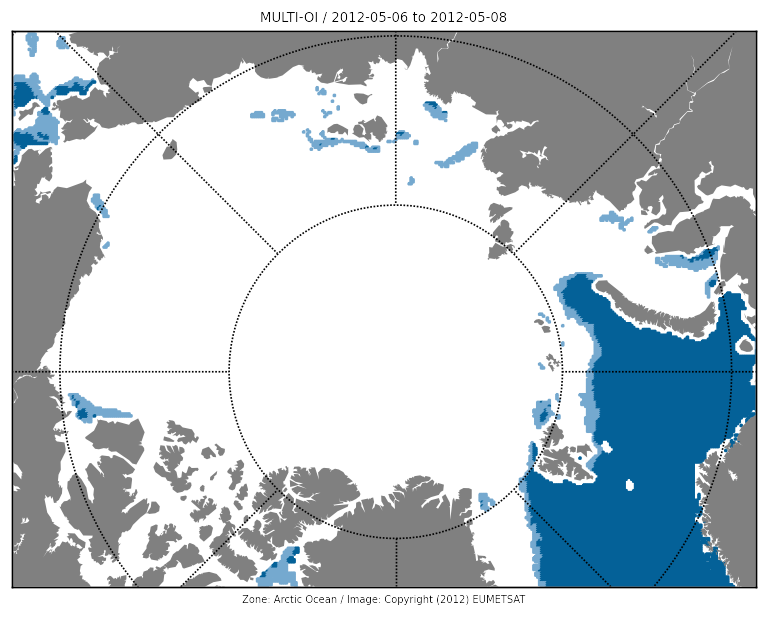 MULTI-OI / 2012-05-06 to 2012-05-08
Zone: Arctic Ocean / Image: Copyright (2012) EUMETSAT